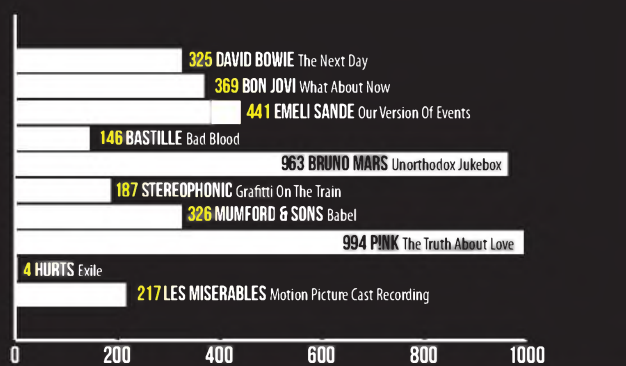 325 DAVID BOWIE The Next Day
369 BON JOVI What About Now
441 EMELI SANDE Our Version Of Events
146 BASTILLE Bad Blood
963 BRUNO MARS Unorthodox Jukebox
187 STEREOPHONIC Grafitti On The Train
326 MUMFORD & SONS Babel
994 P!NK The Truth About Love
4 HURTS Exile
217 LES MISERABLES Motion Picture Cast Recording
0 200 400 600 800 1000